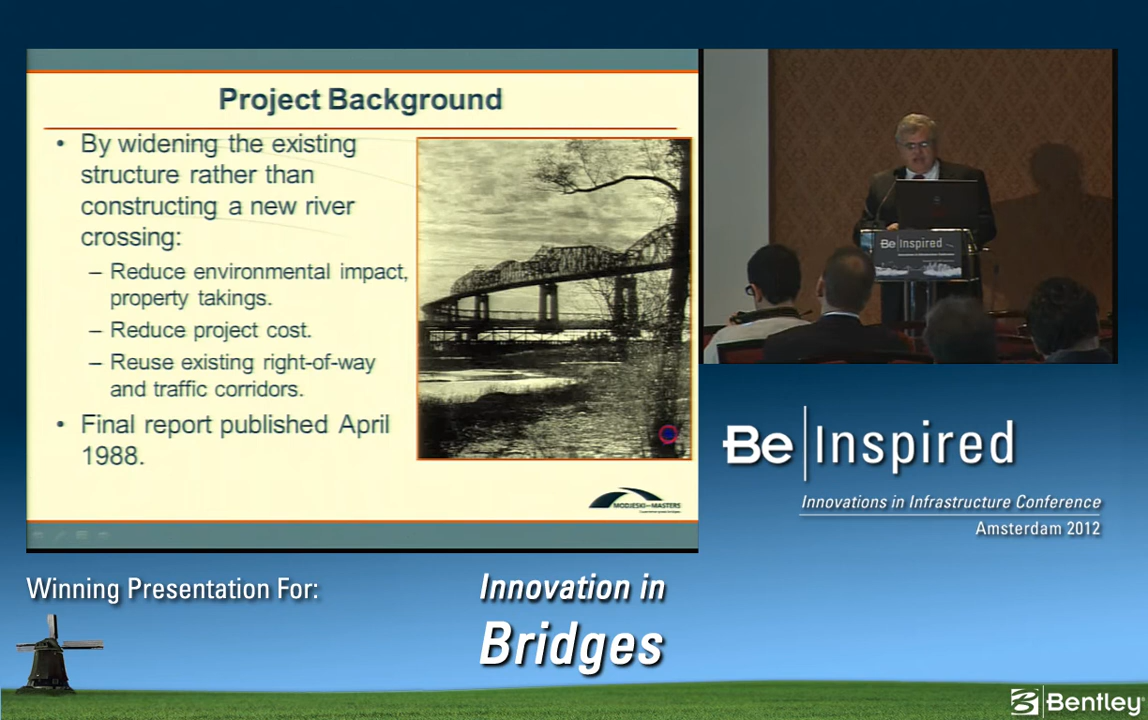 Project Background
• By widening the existing
structure rather than
constructing a new river
crossing:
– Reduce environmental impact,
property takings.
– Reduce project cost.
– Reuse existing right-of-way
and traffic corridors.
• Final report published April
1988.
MODJESKI and MASTERS
Be Inspired
Be Inspired
Innovations in Infrastructure Conference
Amsterdam 2012
Winning Presentation For:
Innovation in
Bridges
Bentley